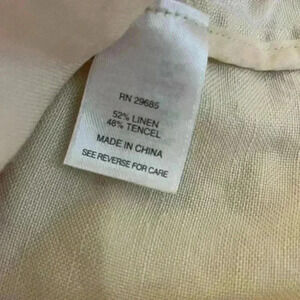 RN 29685
52% LINEN
48% TENCEL
MADE IN CHINA
SEE REVERSE FOR CARE